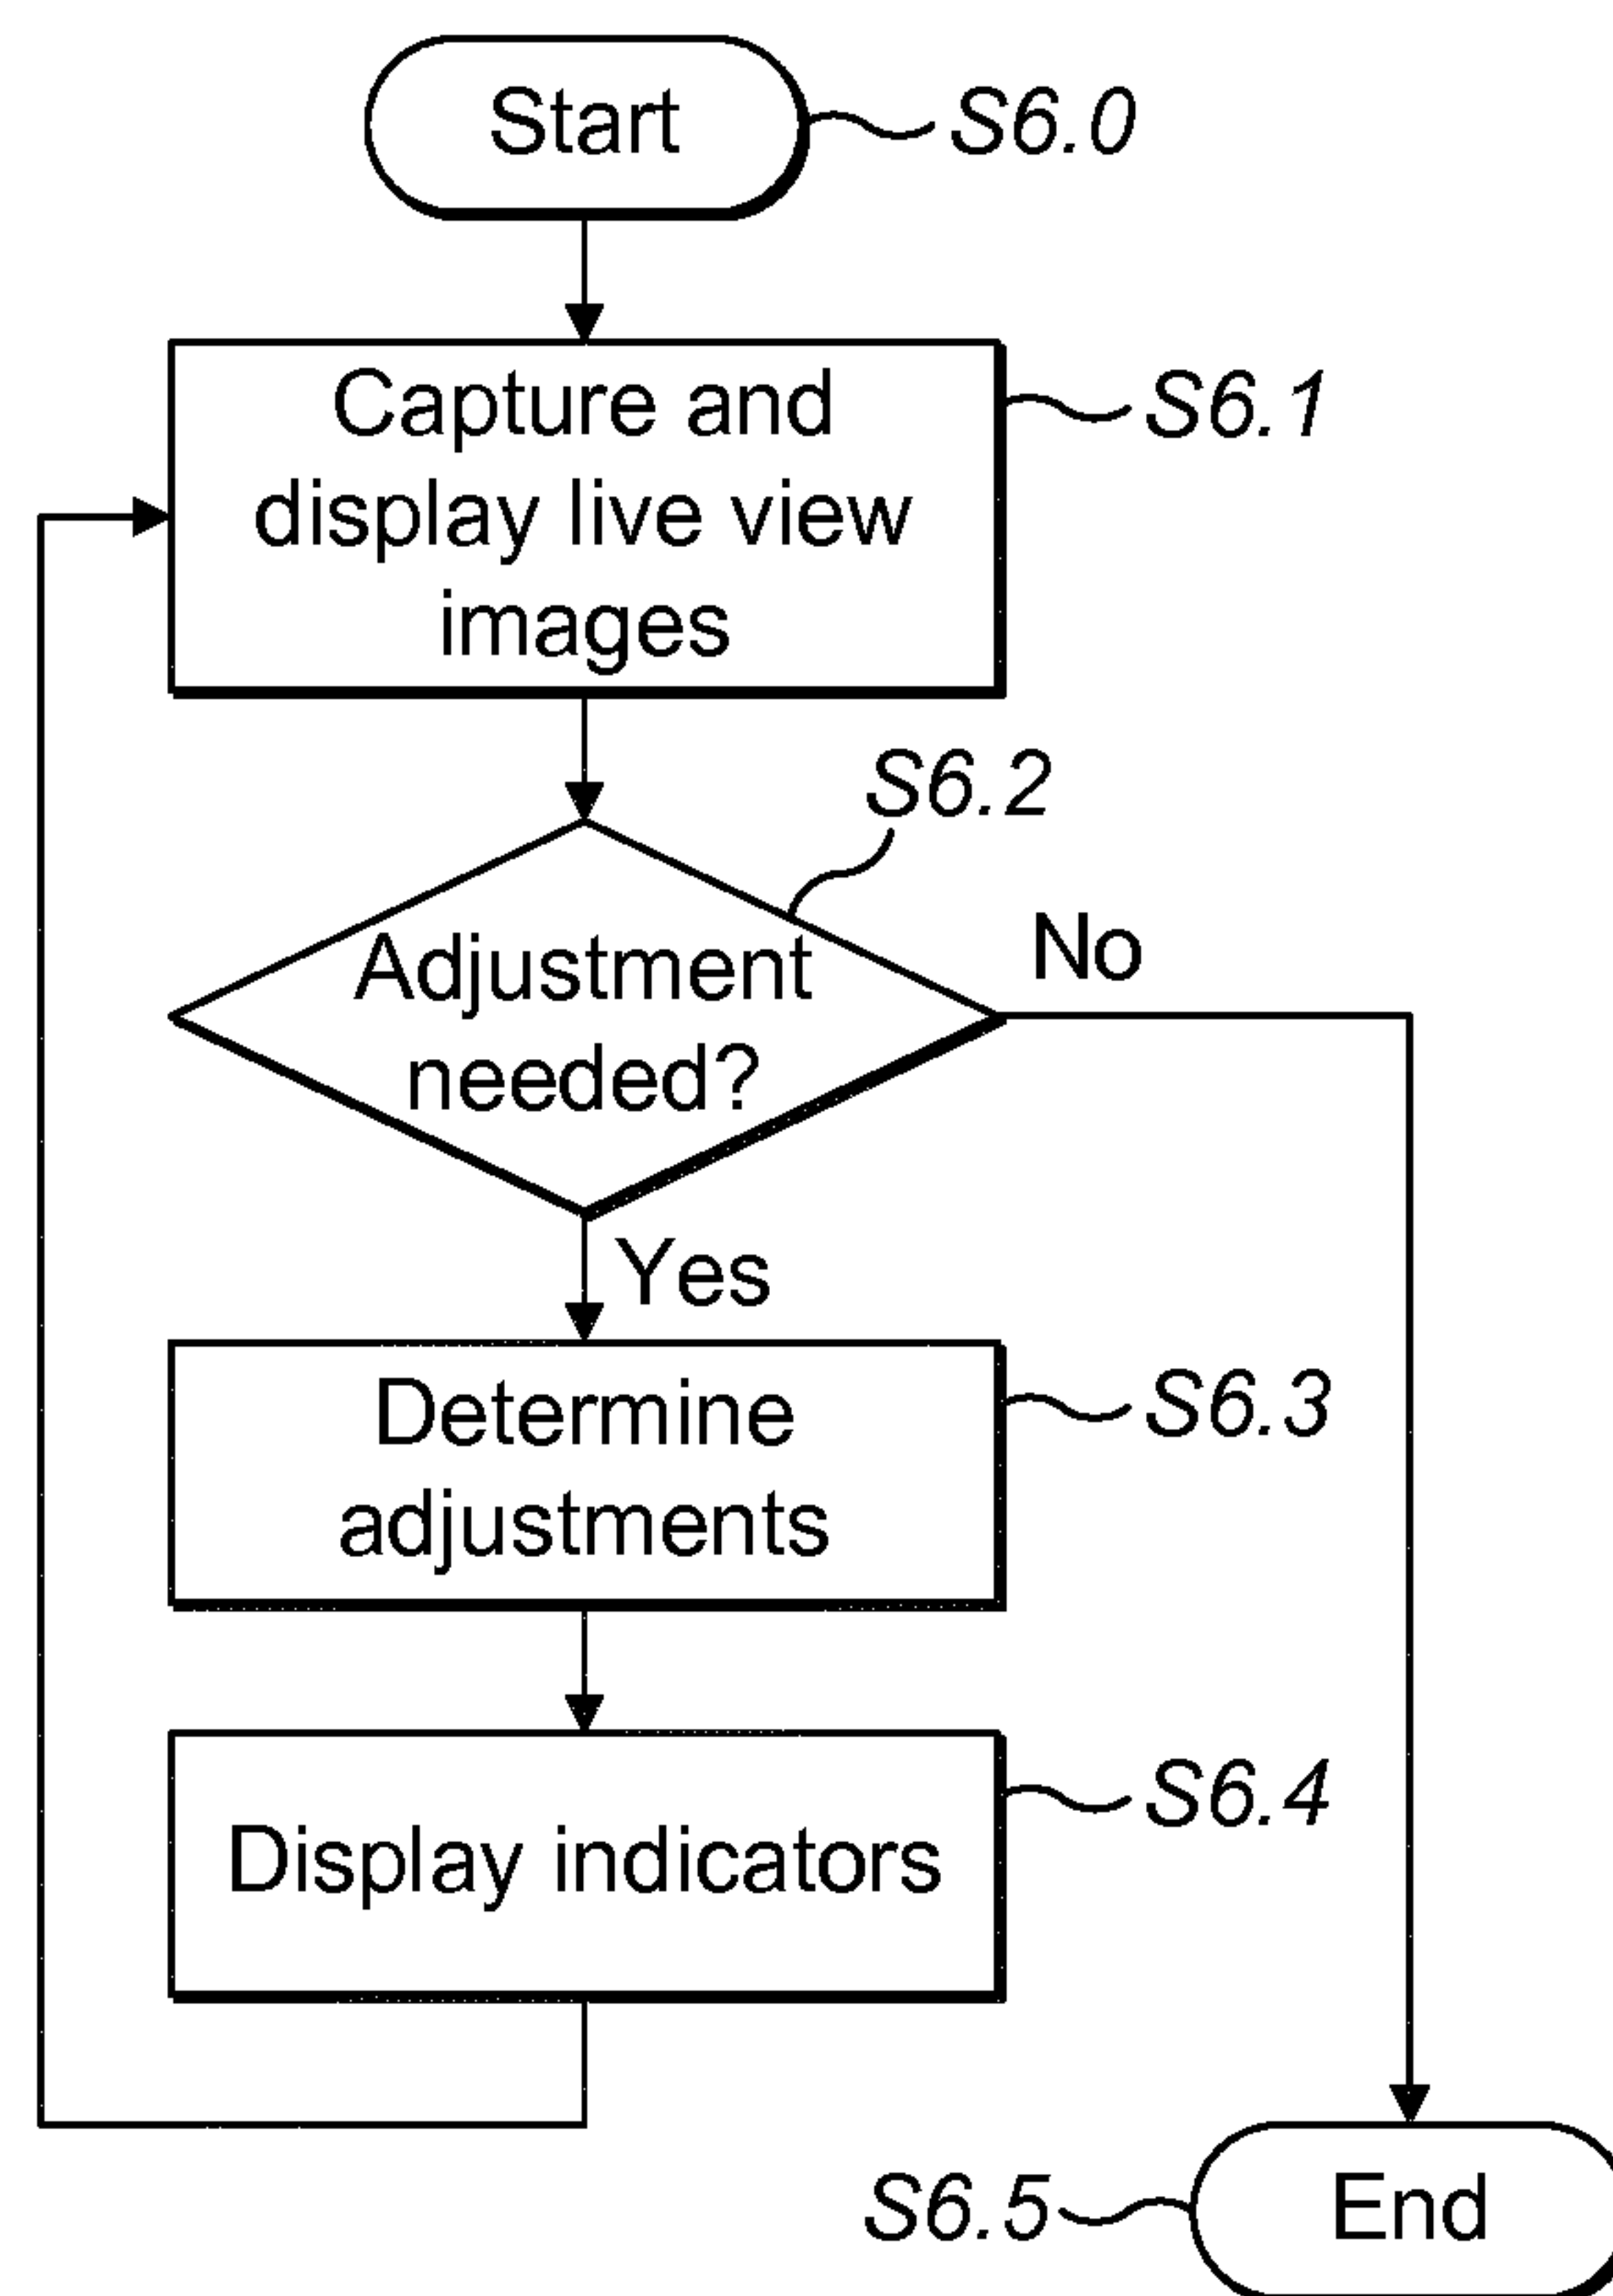 Start
S6.0
Capture and
display live view
images
S6.1
S6.2
Adjustment
needed?
No
Yes
Determine
adjustments
S6.3
Display indicators
S6.4
S6.5
End